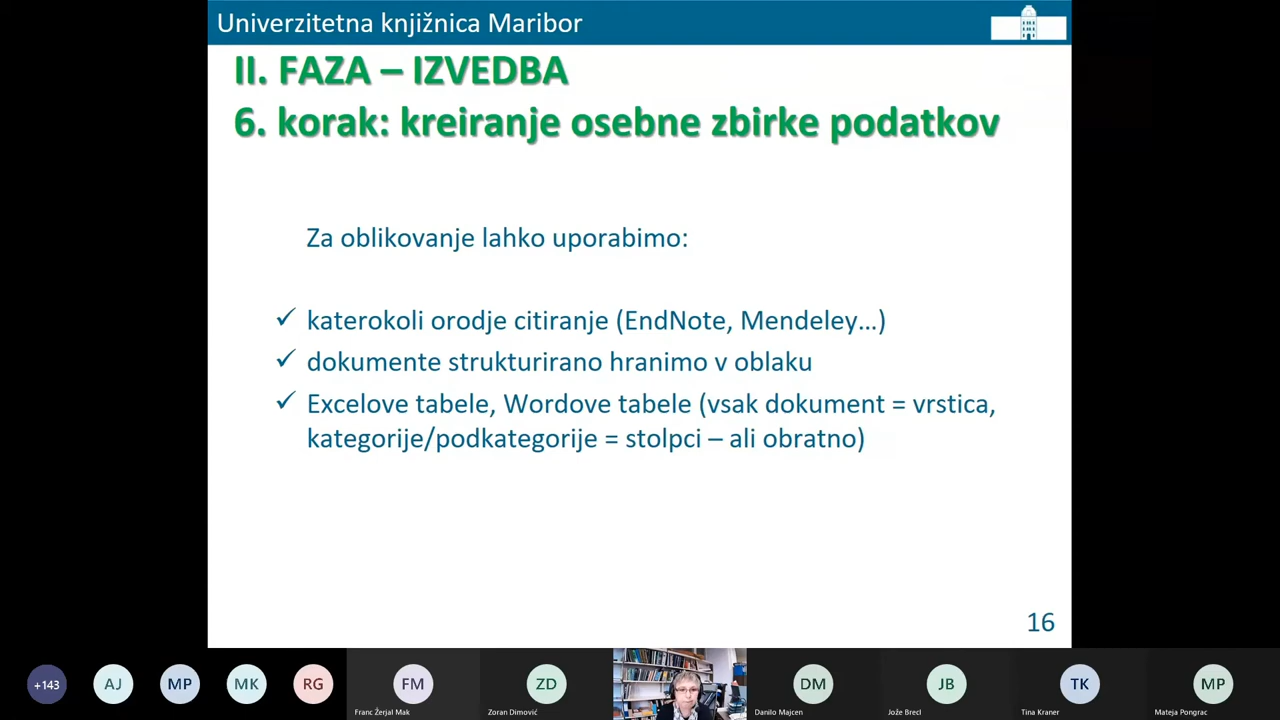 Univerzitetna knjižnica Maribor
II. FAZA – IZVEDBA
6. korak: kreiranje osebne zbirke podatkov
Za oblikovanje lahko uporabimo:
✓ katerokoli orodje citiranje (EndNote, Mendeley…)
✓ dokumente strukturirano hranimo v oblaku
✓ Excelove tabele, Wordove tabele (vsak dokument = vrstica,
kategorije/podkategorije = stolpci – ali obratno)
16
+143 AJ MP MK RG FM ZD DM JB TK MP
Franc Žerjal Mak Zoran Dimović Danilo Majcen Jože Brecl Tina Kraner Mateja Pongrac